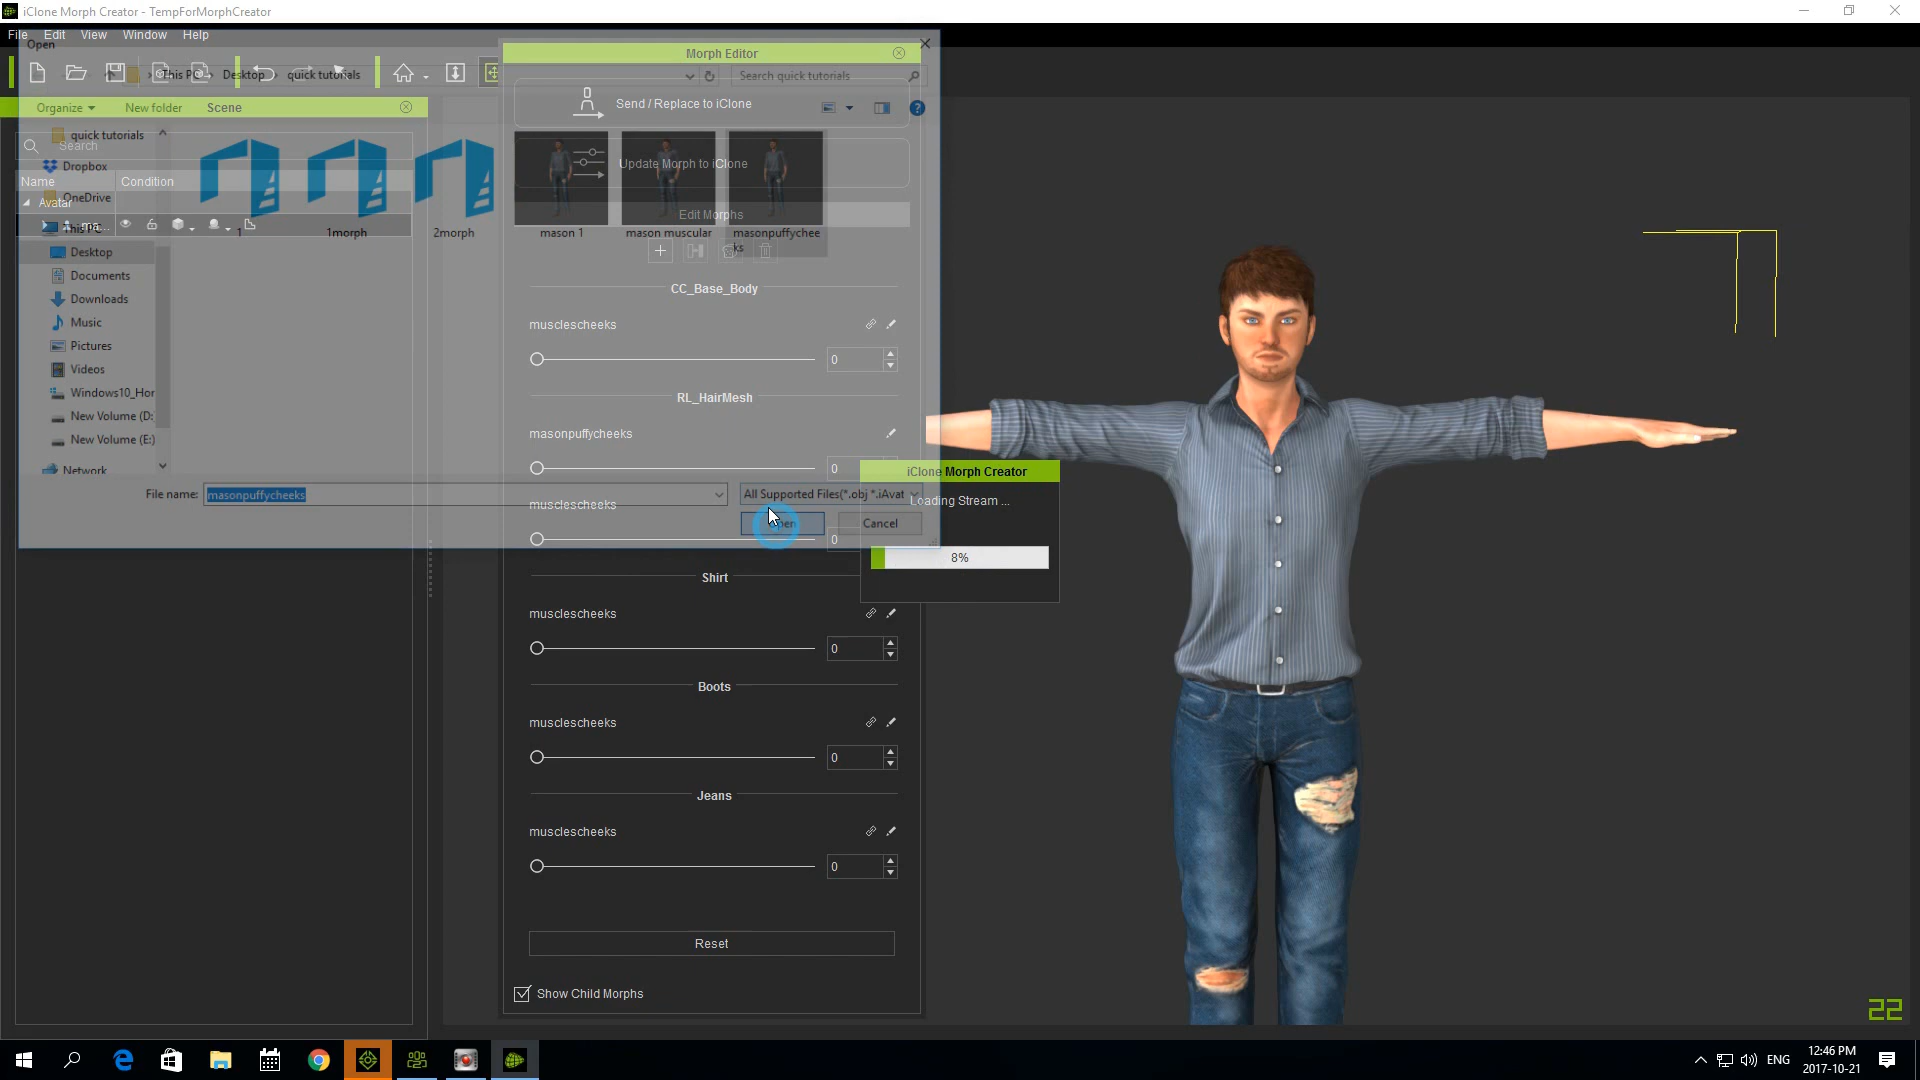 iClone Morph Creator - TempForMorphCreator
File Edit View Window Help
Open
This PC Desktop quick tutorials
Search quick tutorials
Morph Editor
Organize New folder Scene
Send / Replace to iClone
quick tutorials
Search
Dropbox
Update Morph to iClone
Name Condition
OneDrive
Avatar
Edit Morphs
This PC
ma...
1 1morph 2morph mason 1 mason muscular masonpuffychee
ks
Desktop
Documents
Downloads
Music
Pictures
Videos
Windows10_Hor
New Volume (D:
New Volume (E:)
Network
CC_Base_Body
musclescheeks
0
RL_HairMesh
masonpuffycheeks
0
File name: masonpuffycheeks
All Supported Files(*.obj *.iAvat
musclescheeks
Open Cancel
0
iClone Morph Creator
Loading Stream ...
8%
Shirt
musclescheeks
0
Boots
musclescheeks
0
Jeans
musclescheeks
0
Reset
Show Child Morphs
22
ENG
12:46 PM
2017-10-21